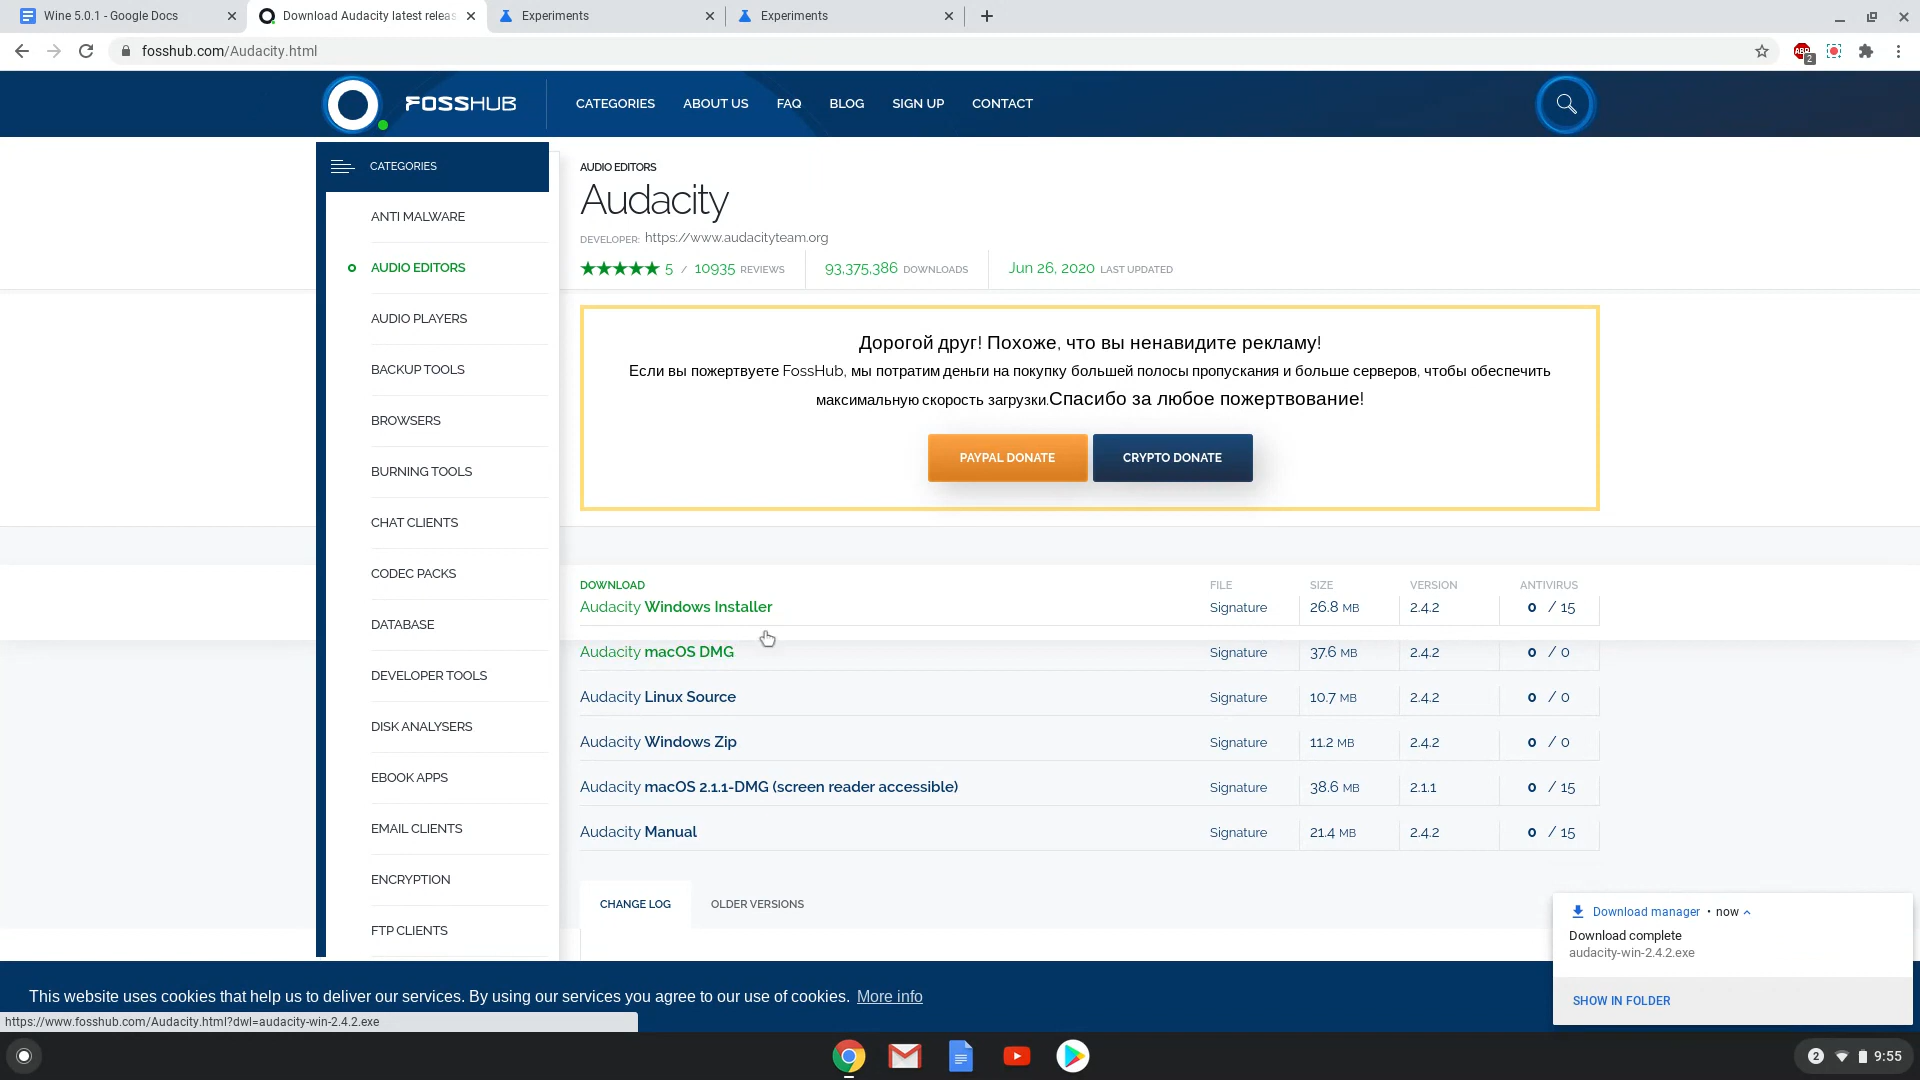 Wine 5.0.1 - Google Docs
Download Audacity latest releas
Experiments
Experiments
fosshub.com/Audacity.html
ABP
2
FOSSHUB
CATEGORIES
ABOUT US
FAQ
BLOG
SIGN UP
CONTACT
CATEGORIES
ANTI MALWARE
AUDIO EDITORS
AUDIO PLAYERS
BACKUP TOOLS
BROWSERS
BURNING TOOLS
CHAT CLIENTS
CODEC PACKS
DATABASE
DEVELOPER TOOLS
DISK ANALYSERS
EBOOK APPS
EMAIL CLIENTS
ENCRYPTION
FTP CLIENTS
AUDIO EDITORS
Audacity
DEVELOPER: https://www.audacityteam.org
★★★★★ 5 / 10935 REVIEWS 93,375,386 DOWNLOADS Jun 26, 2020 LAST UPDATED
Дорогой друг! Похоже, что вы ненавидите рекламу!
Если вы пожертвуете FossHub, мы потратим деньги на покупку большей полосы пропускания и больше серверов, чтобы обеспечить
максимальную скорость загрузки.Спасибо за любое пожертвование!
PAYPAL DONATE
CRYPTO DONATE
DOWNLOAD FILE SIZE VERSION ANTIVIRUS
Audacity Windows Installer Signature 26.8 MB 2.4.2 0 / 15
Audacity macOS DMG Signature 37.6 MB 2.4.2 0 / 0
Audacity Linux Source Signature 10.7 MB 2.4.2 0 / 0
Audacity Windows Zip Signature 11.2 MB 2.4.2 0 / 0
Audacity macOS 2.1.1-DMG (screen reader accessible) Signature 38.6 MB 2.1.1 0 / 15
Audacity Manual Signature 21.4 MB 2.4.2 0 / 15
CHANGE LOG
OLDER VERSIONS
Download manager • now
Download complete
audacity-win-2.4.2.exe
SHOW IN FOLDER
This website uses cookies that help us to deliver our services. By using our services you agree to our use of cookies. More info
https://www.fosshub.com/Audacity.html?dwl=audacity-win-2.4.2.exe
2
9:55